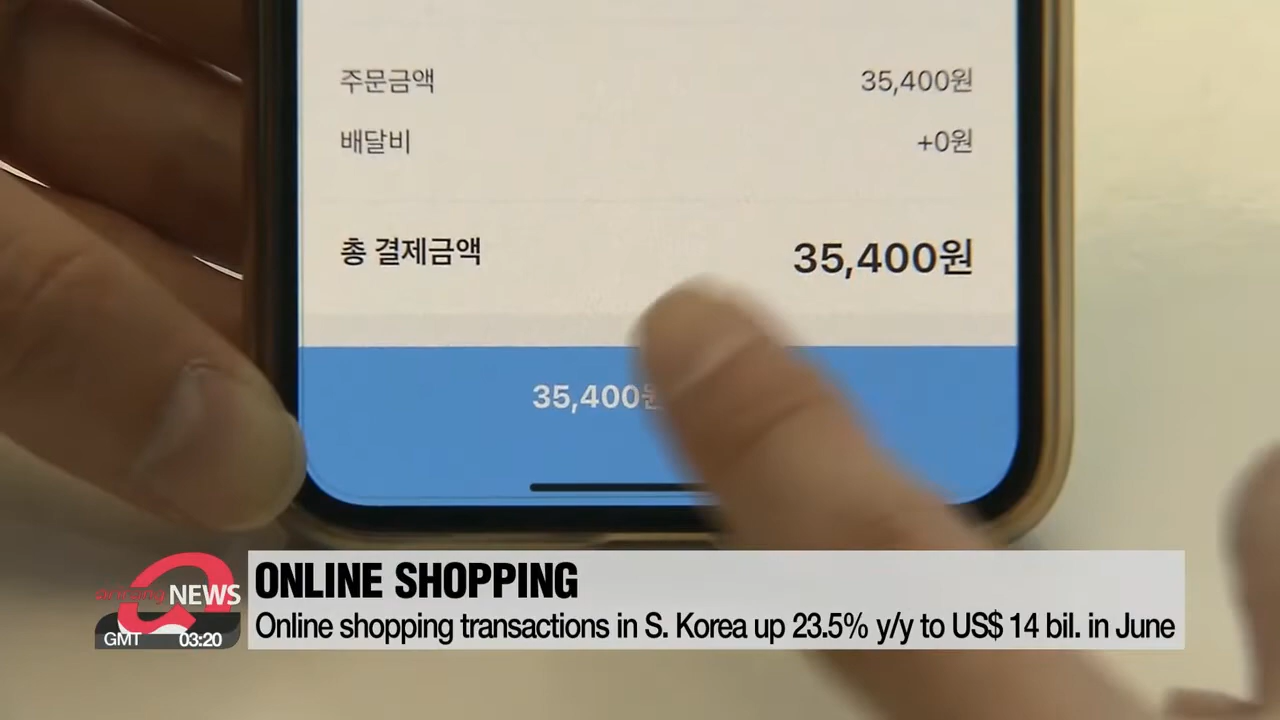 주문금액 35,400원
배달비 +0원
총 결제금액 35,400원
35,400원
arirang NEWS
GMT 03:20
ONLINE SHOPPING
Online shopping transactions in S. Korea up 23.5% y/y to US$ 14 bil. in June